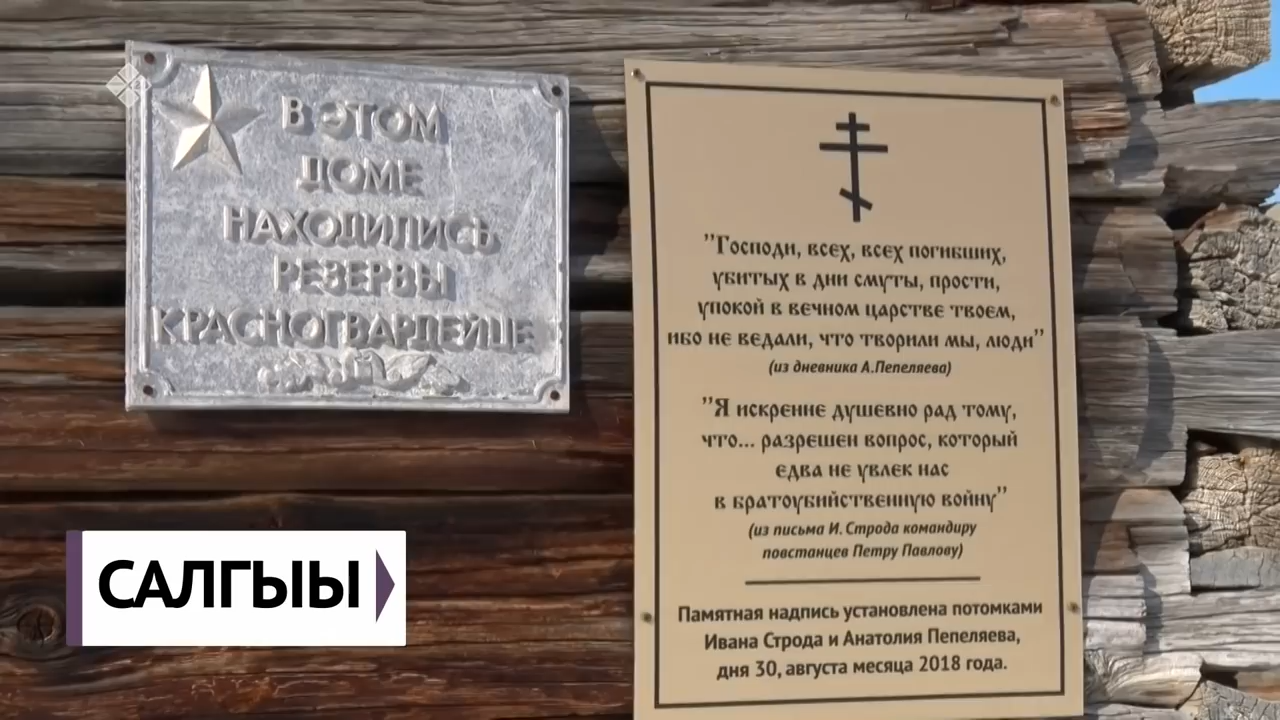 В ЭТОМ
ДОМЕ
НАХОДИЛИСЬ
РЕЗЕРВЫ
КРАСНОГВАРДЕЙЦЕ
"Господи, всех, всех погибших,
убитых в дни смуты, прости,
упокой в вечном царстве твоем,
ибо не ведали, что творили мы, люди"
(из дневника А.Пепеляева)
"Я искренне душевно рад тому,
что... разрешен вопрос, который
едва не увлек нас
в братоубийственную войну"
(из письма И. Строда командиру
повстанцев Петру Павлову)
Памятная надпись установлена потомками
Ивана Строда и Анатолия Пепеляева,
дня 30, августа месяца 2018 года.
САЛГЫЫ